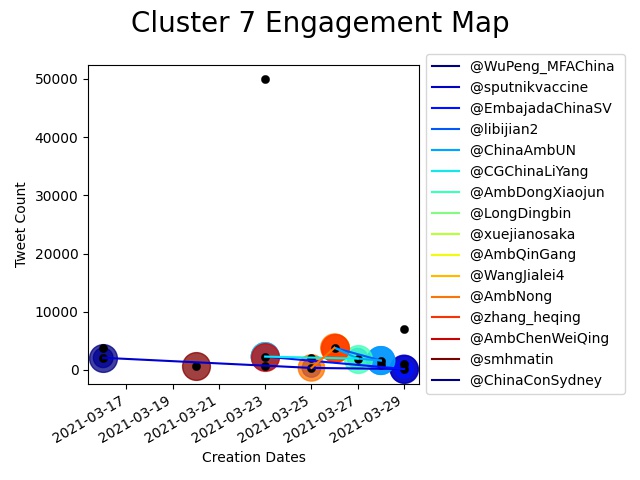 Cluster 7 Engagement Map
Tweet Count
50000
40000
30000
20000
10000
0
2021-03-17
2021-03-19
2021-03-21
2021-03-23
2021-03-25
2021-03-27
2021-03-29
Creation Dates
@WuPeng_MFAChina
@sputnikvaccine
@EmbajadaChinaSV
@libijian2
@ChinaAmbUN
@CGChinaLiYang
@AmbDongXiaojun
@LongDingbin
@xuejianosaka
@AmbQinGang
@WangJialei4
@AmbNong
@zhang_heqing
@AmbChenWeiQing
@smhmatin
@ChinaConSydney